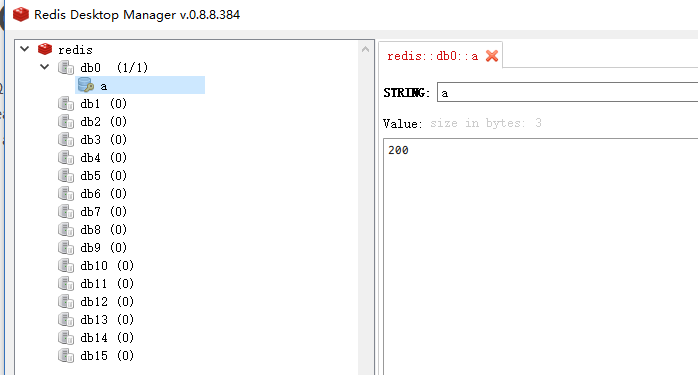 Redis Desktop Manager v.0.8.8.384
redis
db0 (1/1)
a
db1 (0)
db2 (0)
db3 (0)
db4 (0)
db5 (0)
db6 (0)
db7 (0)
db8 (0)
db9 (0)
db10 (0)
db11 (0)
db12 (0)
db13 (0)
db14 (0)
db15 (0)
redis::db0::a
STRING: a
Value: size in bytes: 3
200